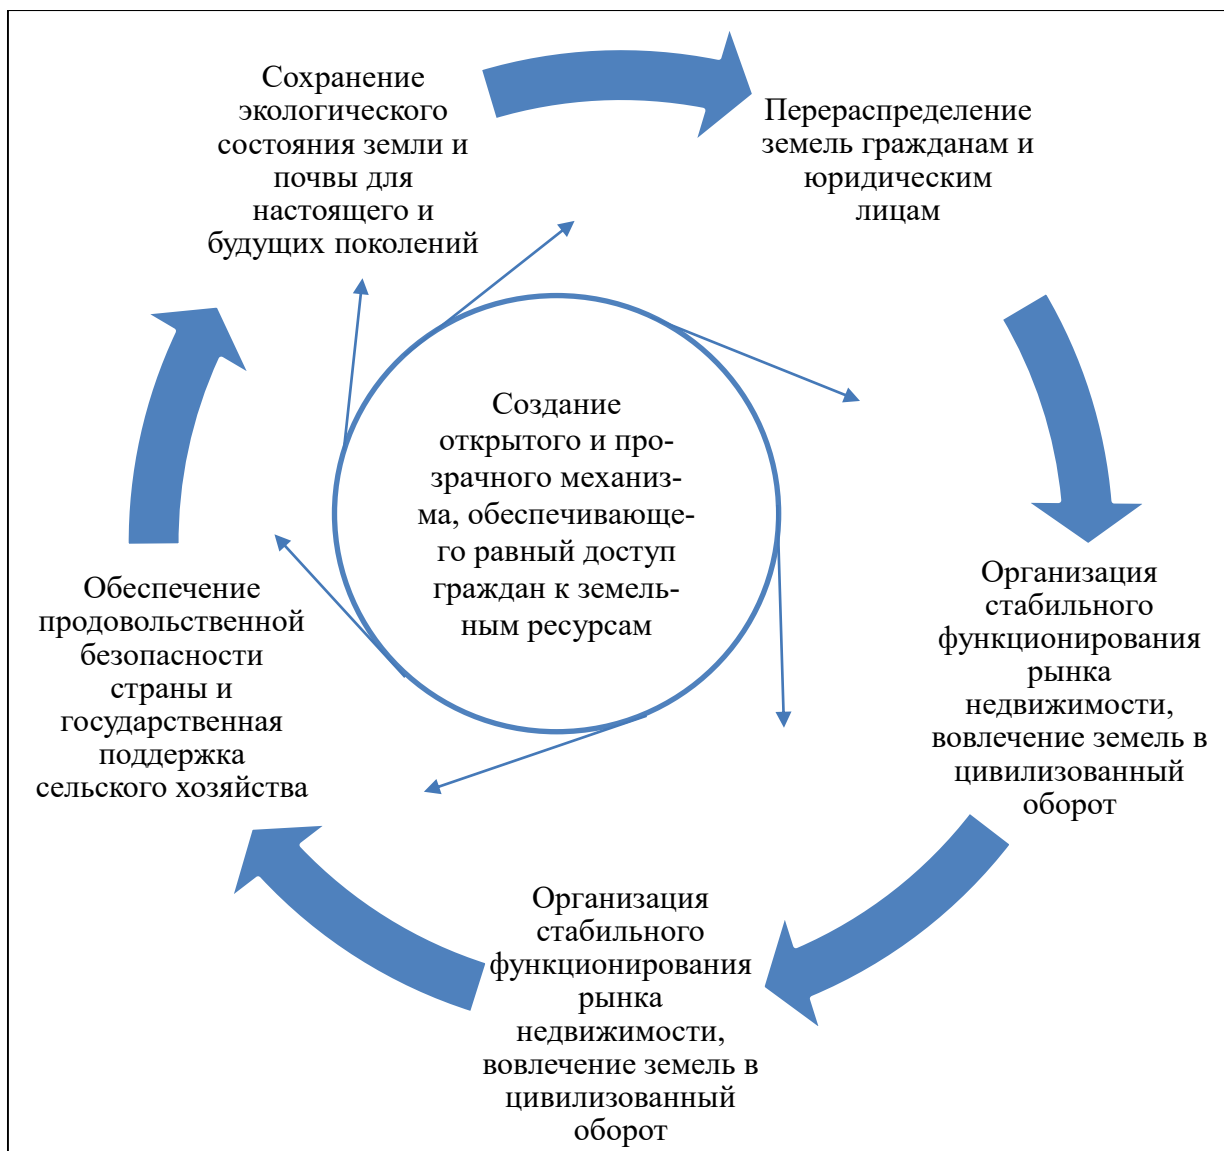 Сохранение
экологического
состояния земли и
почвы для
настоящего и
будущих поколений
Перераспределение
земель гражданам и
юридическим
лицам
Создание
открытого и про-
зрачного механиз-
ма, обеспечивающе-
го равный доступ
граждан к земель-
ным ресурсам
Организация
стабильного
функционирования
рынка
недвижимости,
вовлечение земель в
цивилизованный
оборот
Организация
стабильного
функционирования
рынка
недвижимости,
вовлечение земель в
цивилизованный
оборот
Обеспечение
продовольственной
безопасности
страны и
государственная
поддержка
сельского хозяйства